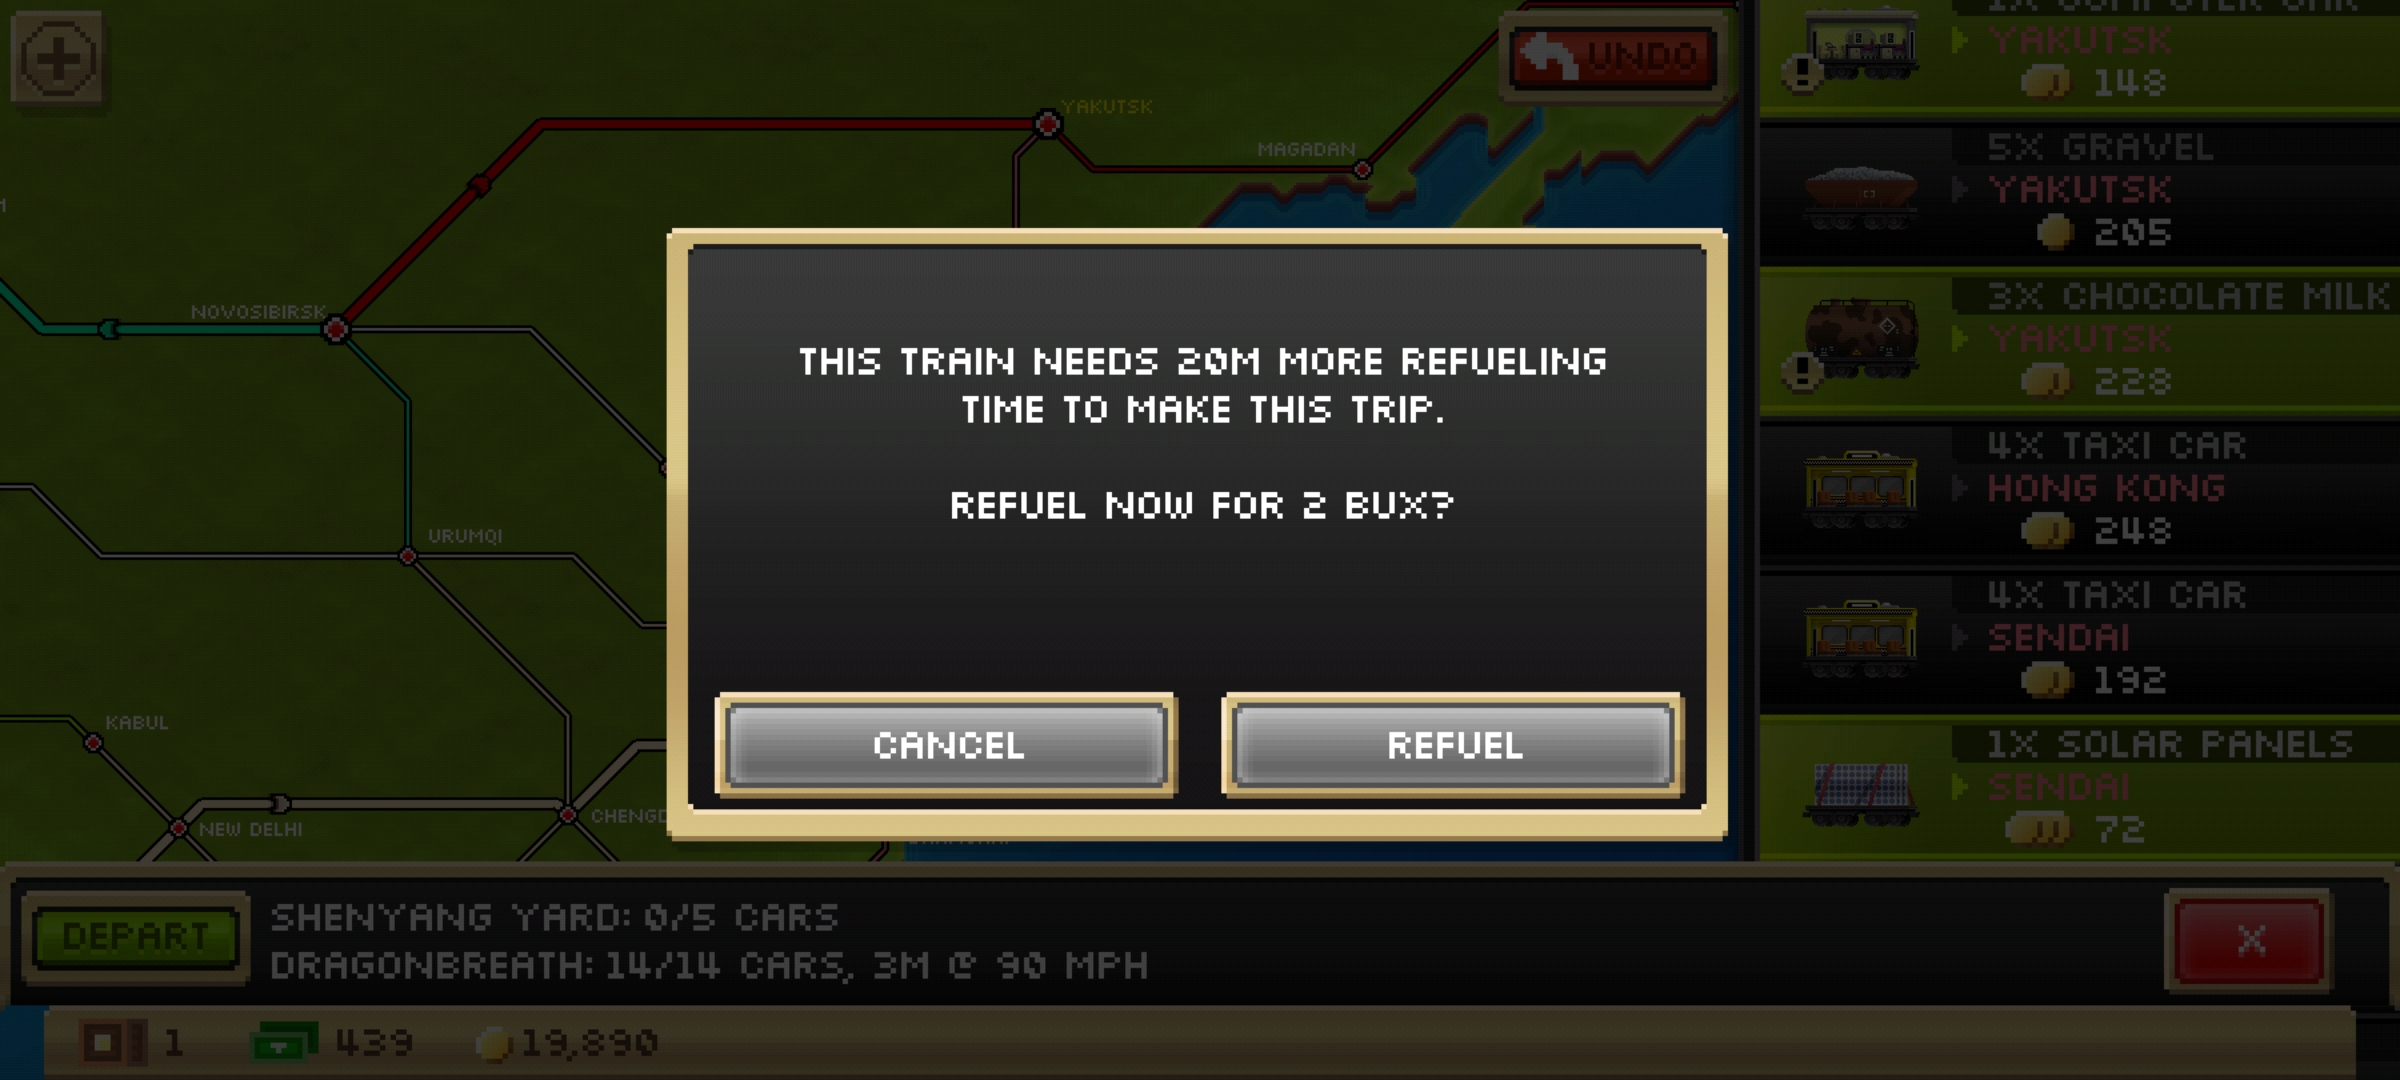 UNDO
YAKUTSK
MAGADAN
NOVOSIBIRSK
URUMQI
KABUL
NEW DELHI
THIS TRAIN NEEDS 20M MORE REFUELING
TIME TO MAKE THIS TRIP.
REFUEL NOW FOR 2 BUX?
CANCEL
REFUEL
1X COMPUTER CAR
YAKUTSK
148
5X GRAVEL
YAKUTSK
205
3X CHOCOLATE MILK
YAKUTSK
228
4X TAXI CAR
HONG KONG
248
4X TAXI CAR
SENDAI
192
1X SOLAR PANELS
SENDAI
72
DEPART
SHENYANG YARD: 0/5 CARS
DRAGONBREATH: 14/14 CARS, 3M @ 90 MPH
X
1
439
19,890